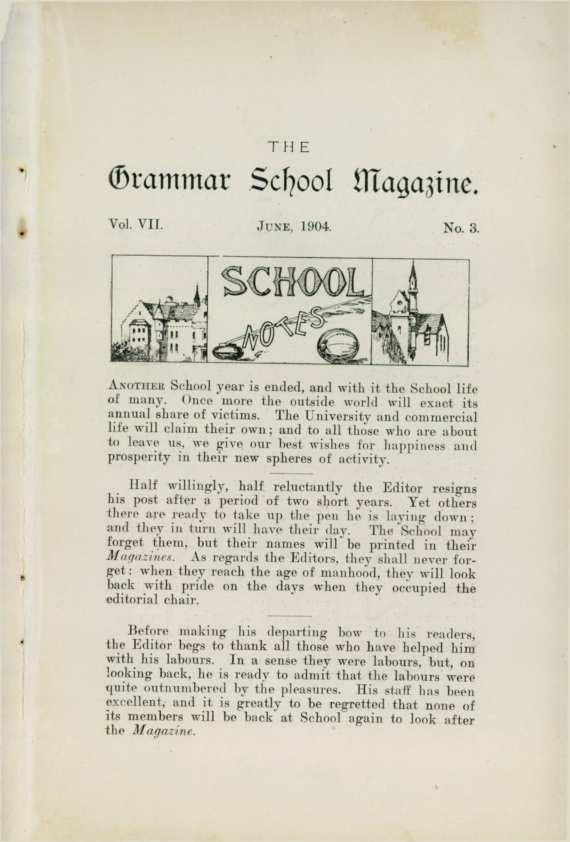 THE
Grammar School Magazine.
Vol. VII. JUNE, 1904. No. 3.
SCHOOL
NOTES
ANOTHER School year is ended, and with it the School life
of many. Once more the outside world will exact its
annual share of victims. The University and commercial
life will claim their own; and to all those who are about
to leave us, we give our best wishes for happiness and
prosperity in their new spheres of activity.
Half willingly, half reluctantly the Editor resigns
his post after a period of two short years. Yet others
there are ready to take up the pen he is laying down;
and they in turn will have their day. The School may
forget them, but their names will be printed in their
Magazines. As regards the Editors, they shall never for-
get: when they reach the age of manhood, they will look
back with pride on the days when they occupied the
editorial chair.
Before making his departing bow to his readers,
the Editor begs to thank all those who have helped him
with his labours. In a sense they were labours, but, on
looking back, he is ready to admit that the labours were
quite outnumbered by the pleasures. His staff has been
excellent, and it is greatly to be regretted that none of
its members will be back at School again to look after
the Magazine.